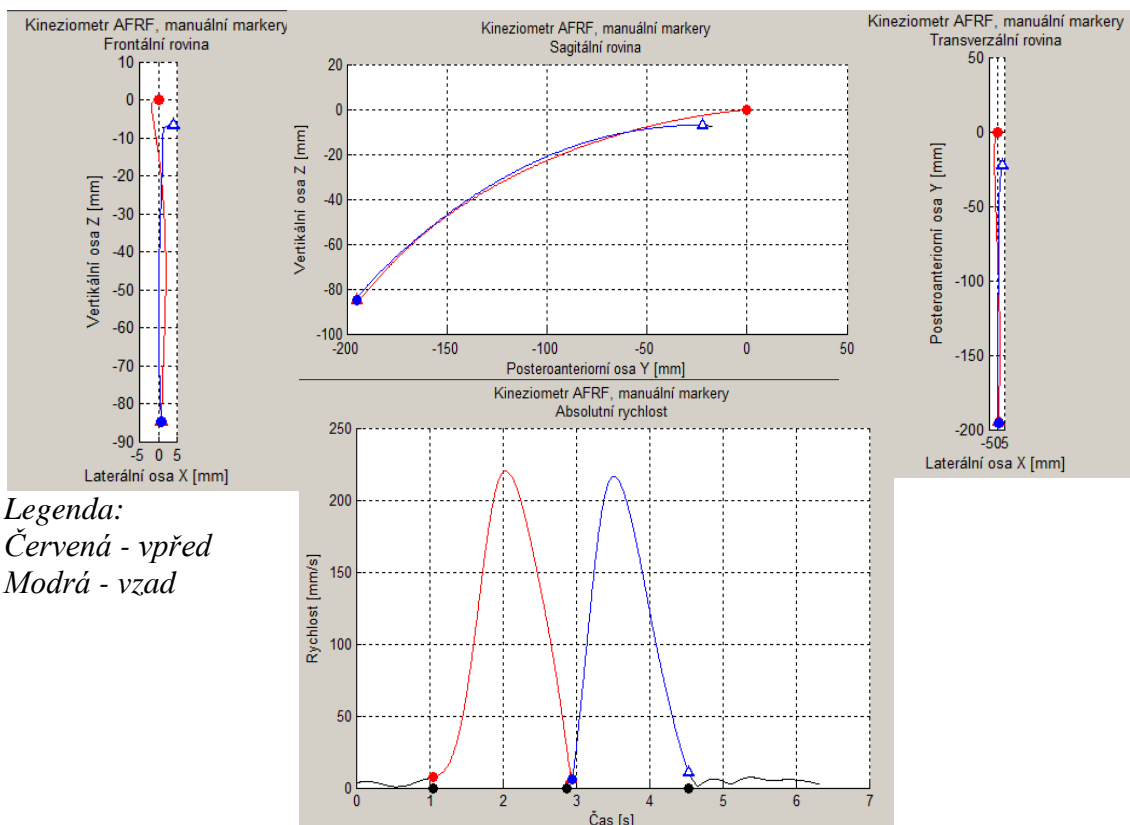 Kineziometr AFRF, manuální markery
Frontální rovina
10
0
-10
-20
-30
-40
-50
-60
-70
-80
-90
-5 0 5
Vertikální osa Z [mm]
Laterální osa X [mm]
Kineziometr AFRF, manuální markery
Sagitální rovina
20
0
-20
-40
-60
-80
-100
-200 -150 -100 -50 0 50
Vertikální osa Z [mm]
Posteroanteriorní osa Y [mm]
Kineziometr AFRF, manuální markery
Transverzální rovina
50
0
-50
-100
-150
-200
-505
Posteroanteriorní osa Y [mm]
Laterální osa X [mm]
Kineziometr AFRF, manuální markery
Absolutní rychlost
250
200
150
100
50
0
0 1 2 3 4 5 6 7
Rychlost [mm/s]
Čas [s]
Legenda:
Červená - vpřed
Modrá - vzad